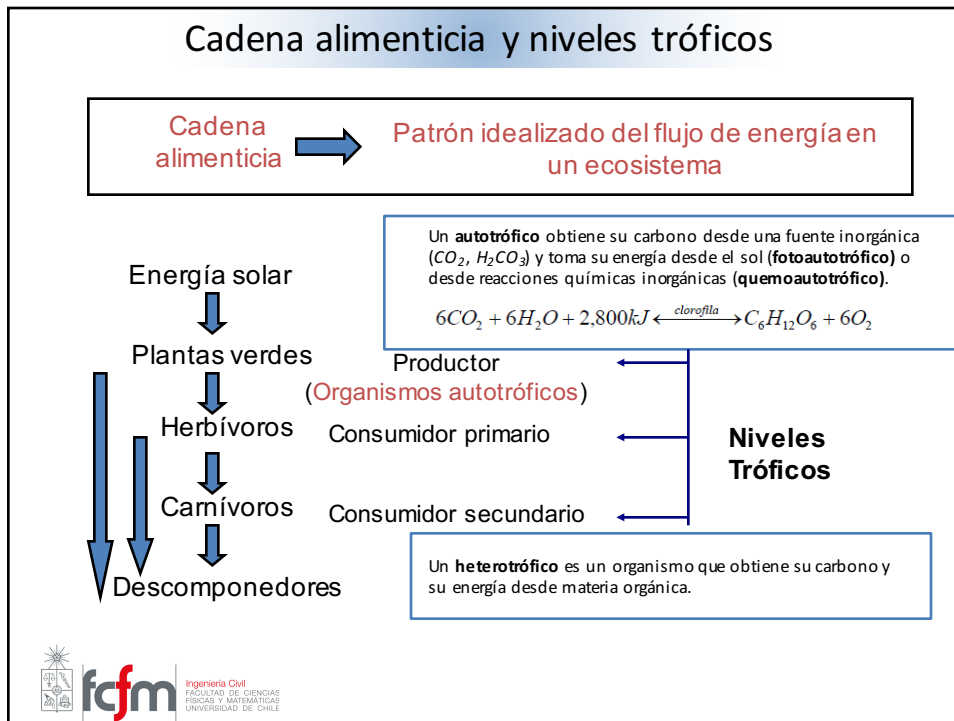 Cadena alimenticia y niveles tróficos
Cadena
alimenticia
Patrón idealizado del flujo de energía en
un ecosistema
Un autotrófico obtiene su carbono desde una fuente inorgánica
(CO₂, H₂CO₃) y toma su energía desde el sol (fotoautotrófico) o
desde reacciones químicas inorgánicas (quemoautotrófico).
6CO₂ + 6H₂O + 2,800kJ ←clorofila→ C₆H₁₂O₆ + 6O₂
Energía solar
Plantas verdes
Productor
(Organismos autotróficos)
Herbívoros
Consumidor primario
Niveles
Tróficos
Carnívoros
Consumidor secundario
Descomponedores
Un heterotrófico es un organismo que obtiene su carbono y
su energía desde materia orgánica.
fcfm
Ingeniería Civil
FACULTAD DE CIENCIAS
FÍSICAS Y MATEMÁTICAS
UNIVERSIDAD DE CHILE